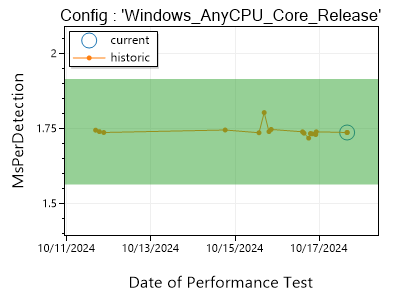 Config : 'Windows_AnyCPU_Core_Release'
current
historic
2
1.75
1.5
MsPerDetection
10/11/2024 10/13/2024 10/15/2024 10/17/2024
Date of Performance Test